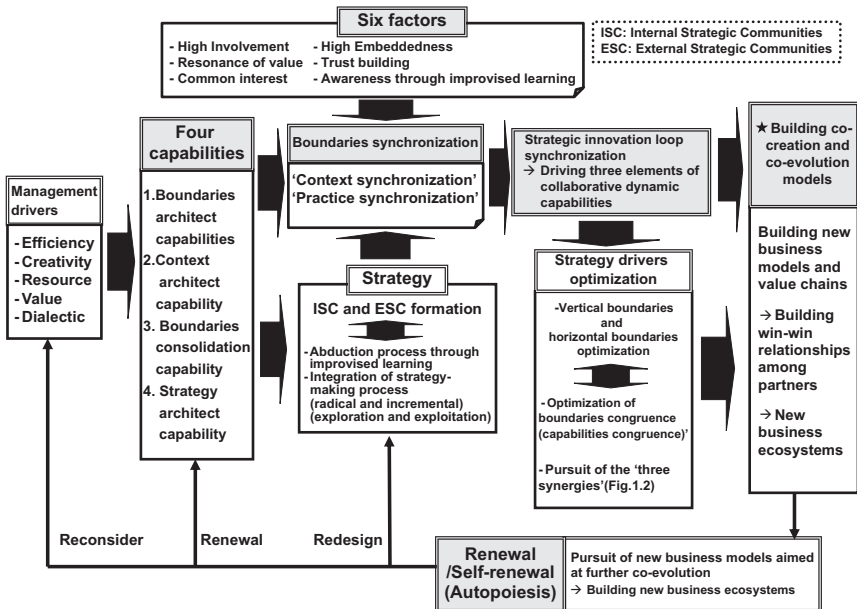 Six factors
- High Involvement
- Resonance of value
- Common interest
- High Embeddedness
- Trust building
- Awareness through improvised learning
ISC: Internal Strategic Communities
ESC: External Strategic Communities
Management
drivers
- Efficiency
- Creativity
- Resource
- Value
- Dialectic
Four
capabilities
1.Boundaries
architect
capabilities
2.Context
architect
capability
3. Boundaries
consolidation
capability
4. Strategy
architect
capability
Boundaries synchronization
‘Context synchronization’
‘Practice synchronization’
Strategy
ISC and ESC formation
- Abduction process through
improvised learning
- Integration of strategy-
making process
(radical and incremental)
(exploration and exploitation)
Strategic innovation loop
synchronization
→ Driving three elements of
collaborative dynamic
capabilities
Strategy drivers
optimization
-Vertical boundaries
and
horizontal boundaries
optimization
- Optimization of
boundaries congruence
(capabilities congruence)’
- Pursuit of the ‘three
synergies’(Fig.1.2)
★ Building co-
creation and
co-evolution
models
Building new
business
models and
value chains
→ Building
win-win
relationships
among
partners
→ New
business
ecosystems
Reconsider
Renewal
Redesign
Renewal
/Self-renewal
(Autopoiesis)
Pursuit of new business models aimed
at further co-evolution
→ Building new business ecosystems